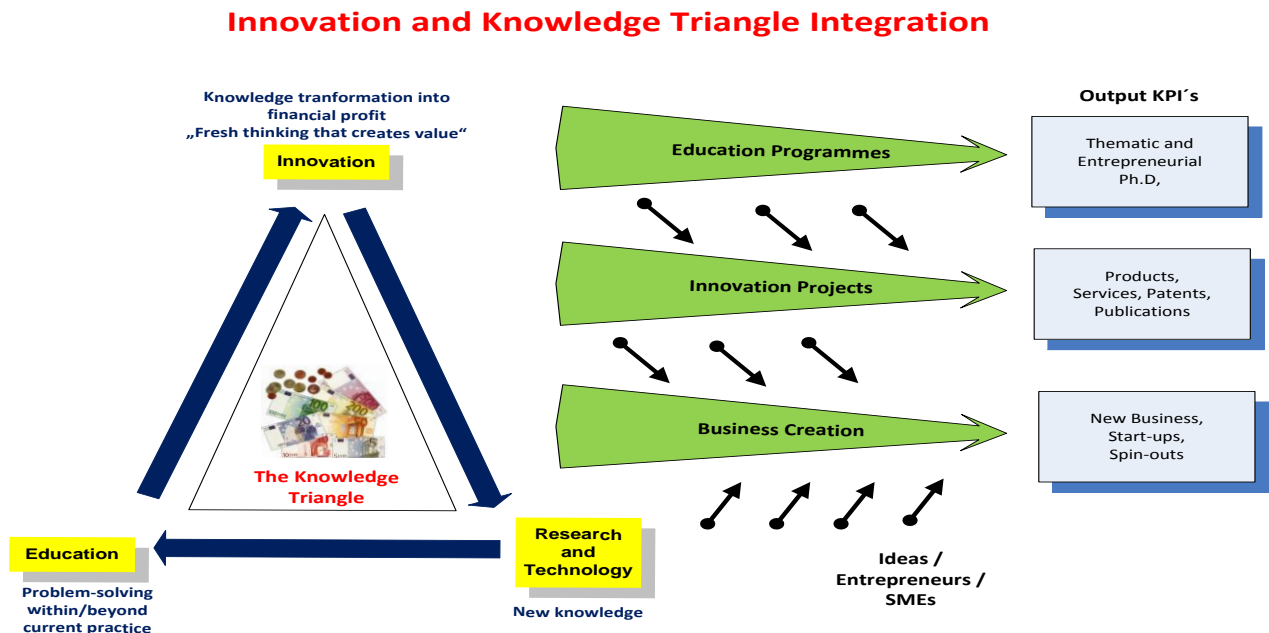 Innovation and Knowledge Triangle Integration
Knowledge tranformation into
financial profit
„Fresh thinking that creates value“
Innovation
The Knowledge
Triangle
Education
Problem-solving
within/beyond
current practice
Research
and
Technology
New knowledge
Education Programmes
Innovation Projects
Business Creation
Ideas /
Entrepreneurs /
SMEs
Output KPI´s
Thematic and
Entrepreneurial
Ph.D,
Products,
Services, Patents,
Publications
New Business,
Start-ups,
Spin-outs